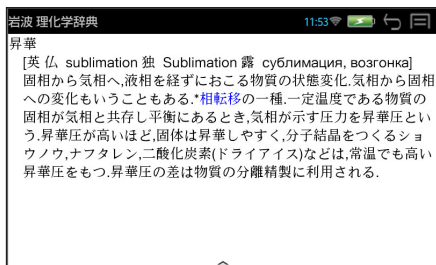 岩波 理化学辞典
11:53
昇華
[英 仏 sublimation 独 Sublimation 露 сублимация, возгонка]
固相から気相へ,液相を経ずにおこる物質の状態変化.気相から固相
への変化もいうこともある.*相転移の一種.一定温度である物質の
固相が気相と共存し平衡にあるとき,気相が示す圧力を昇華圧とい
う.昇華圧が高いほど,固体は昇華しやすく,分子結晶をつくるショ
ウノウ,ナフタレン,二酸化炭素(ドライアイス)などは,常温でも高い
昇華圧をもつ.昇華圧の差は物質の分離精製に利用される.